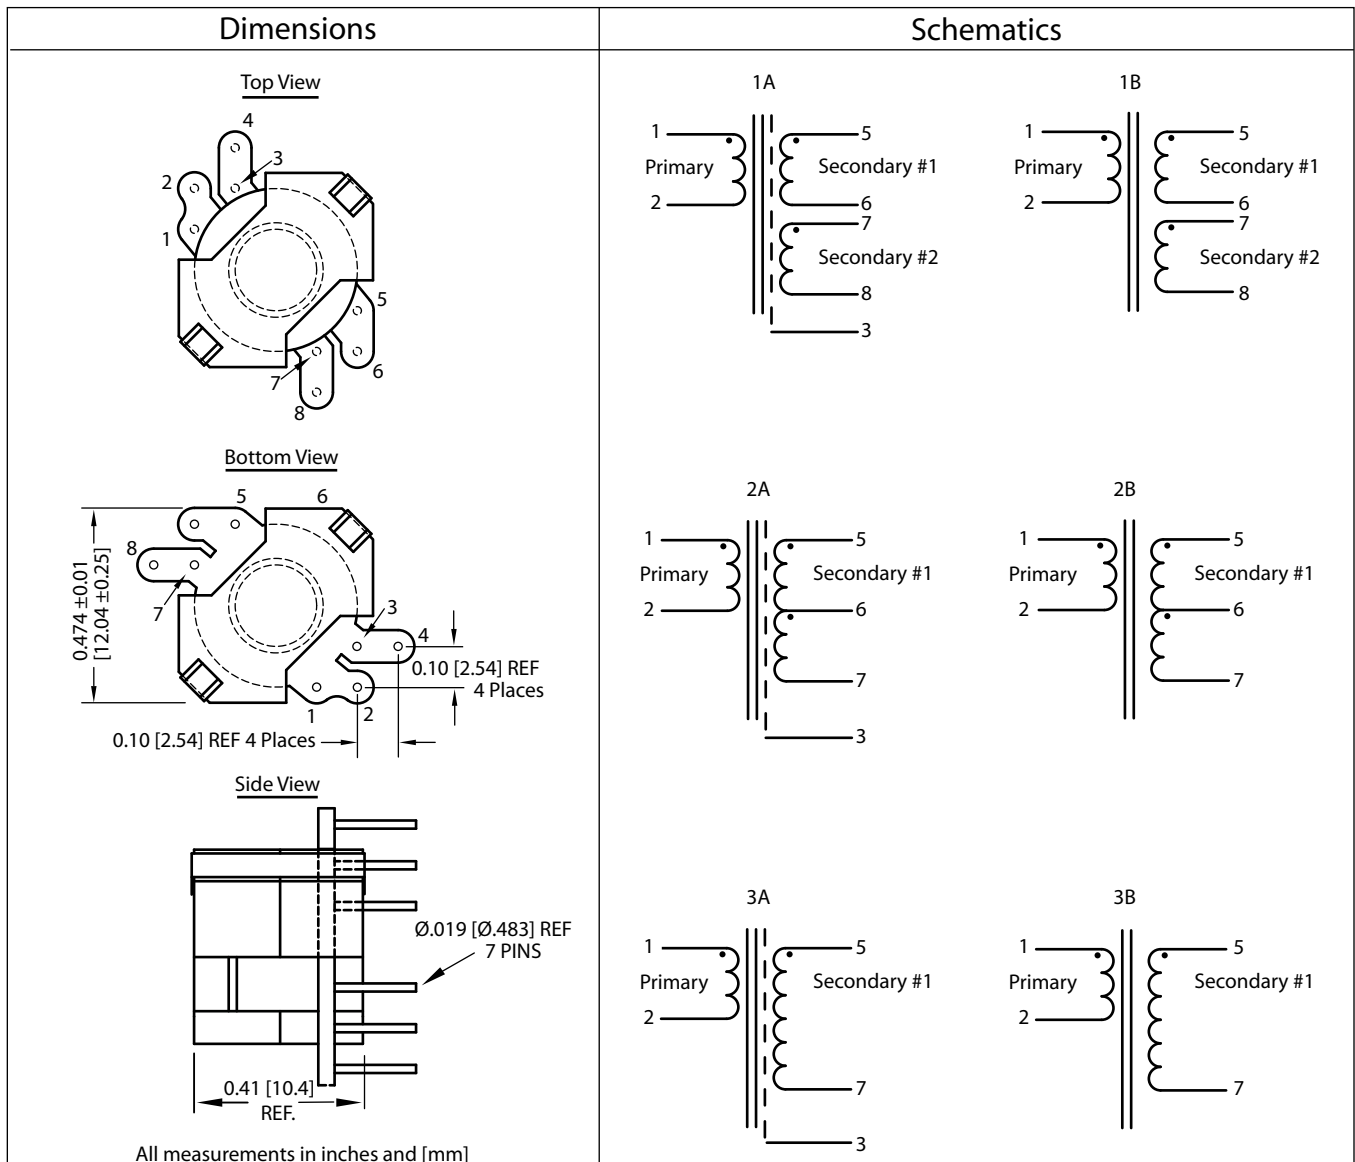 Dimensions
Schematics
Top View
4
3
2
1
5
6
7
8
Bottom View
5
6
8
7
3
4
1
2
0.474 ±0.01
[12.04 ±0.25]
0.10 [2.54] REF
4 Places
0.10 [2.54] REF 4 Places
Side View
Ø.019 [Ø.483] REF
7 PINS
0.41 [10.4]
REF.
All measurements in inches and [mm]
1A
1
Primary
2
5
Secondary #1
6
7
Secondary #2
8
3
1B
1
Primary
2
5
Secondary #1
6
7
Secondary #2
8
2A
1
Primary
2
5
Secondary #1
6
7
3
2B
1
Primary
2
5
Secondary #1
6
7
3A
1
Primary
2
5
Secondary #1
7
3
3B
1
Primary
2
5
Secondary #1
7